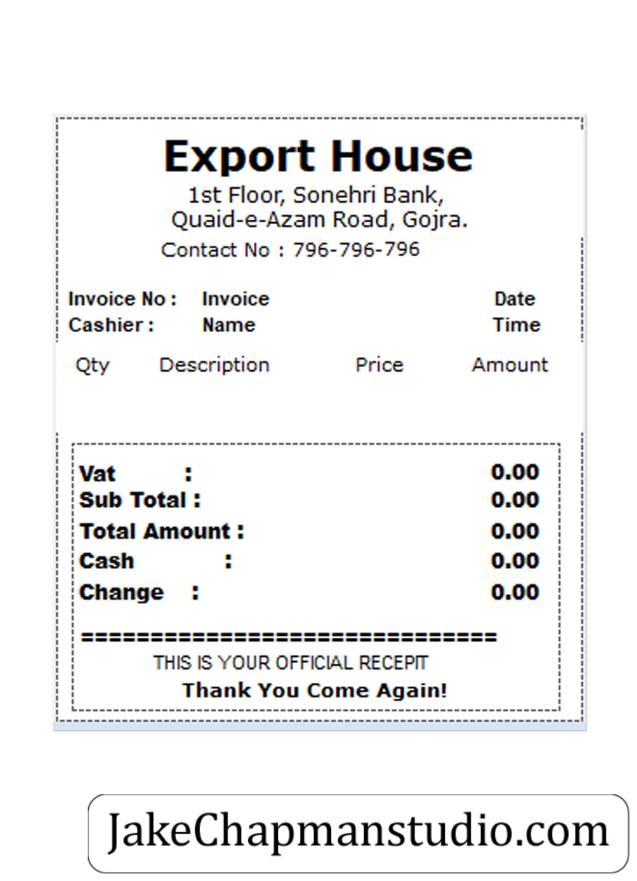 Export House
1st Floor, Sonehri Bank,
Quaid-e-Azam Road, Gojra.
Contact No : 796-796-796
Invoice No : Invoice Date
Cashier : Name Time
Qty Description Price Amount
Vat : 0.00
Sub Total : 0.00
Total Amount : 0.00
Cash : 0.00
Change : 0.00
==============================
THIS IS YOUR OFFICIAL RECEPIT
Thank You Come Again!
JakeChapmanstudio.com